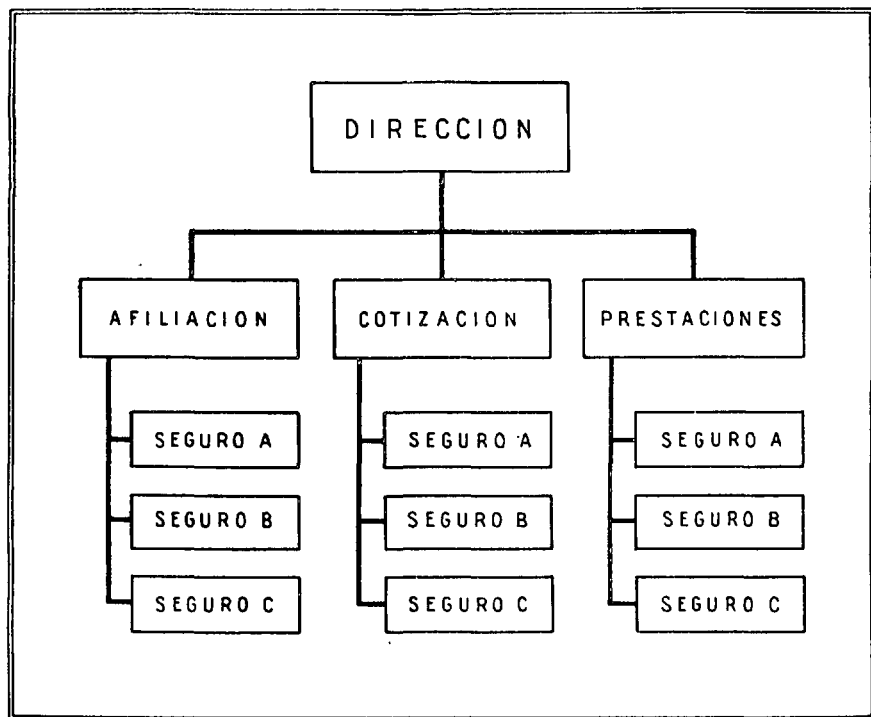 DIRECCION
AFILIACION
COTIZACION
PRESTACIONES
SEGURO A
SEGURO A
SEGURO A
SEGURO B
SEGURO B
SEGURO B
SEGURO C
SEGURO C
SEGURO C